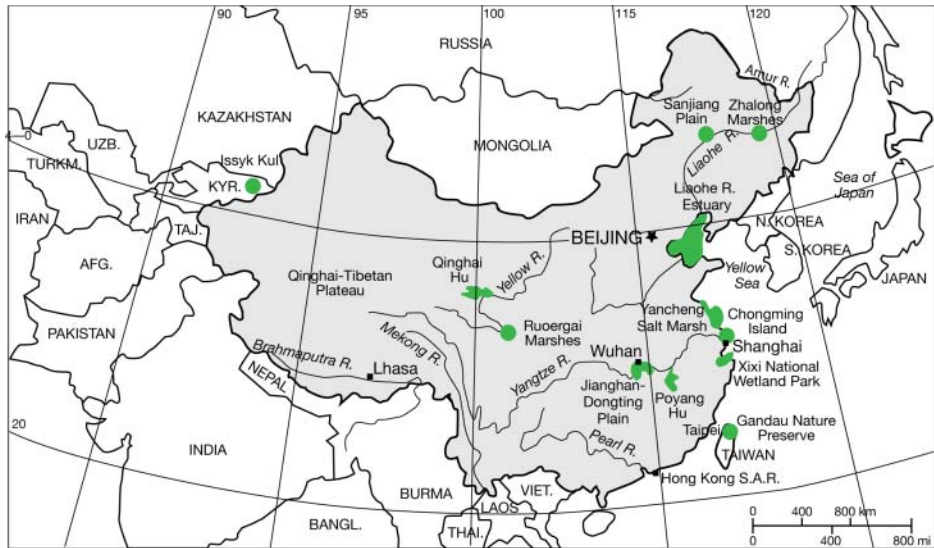 90
95
100
115
120
RUSSIA
Amur R.
Sanjiang
Plain
Zhalong
Marshes
KAZAKHSTAN
4–0
UZB.
MONGOLIA
Liaohe R.
TURKM.
Issyk Kul
KYR.
Liaohe R.
Estuary
Sea of
Japan
IRAN
TAJ.
BEIJING
N. KOREA
S. KOREA
AFG.
Qinghai-Tibetan
Plateau
Qinghai
Hu
Yellow R.
Yellow
Sea
JAPAN
PAKISTAN
Yancheng
Salt Marsh
Chongming
Island
Ruoergai
Marshes
Mekong R.
Brahmaputra R.
Lhasa
Wuhan
Shanghai
Xixi National
Wetland Park
NEPAL
Yangtze R.
Jianghan-
Dongting
Plain
Poyang
Hu
20
Pearl R.
Taipei
Gandau Nature
Preserve
TAIWAN
INDIA
Hong Kong S.A.R.
BURMA
VIET.
LAOS
BANGL.
THAI.
0 400 800 km
0 400 800 mi